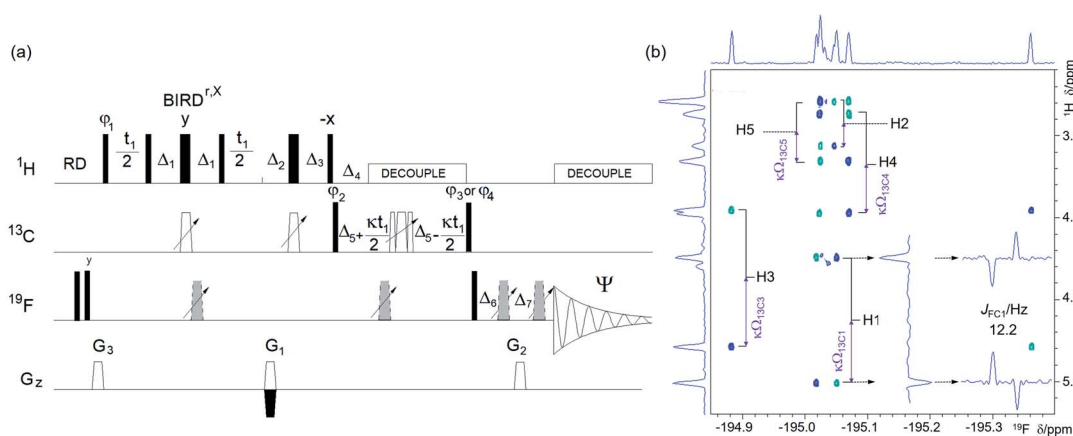 (a)
BIRD^r,X
φ1 t1/2 Δ1 y Δ1 t1/2 Δ2 Δ3 -x Δ4
1H RD DECOUPLE DECOUPLE
φ2 φ3 or φ4
13C Δ5+ κt1/2 Δ5- κt1/2
y
19F Δ6 Δ7 Ψ
G3 G1 G2
Gz
(b)
δ/ppm
1H
3.
4.
4.
5.
H5
H2
κΩ13C5
H4
κΩ13C4
H3
κΩ13C3
H1
κΩ13C1
JFC1/Hz
12.2
-194.9 -195.0 -195.1 -195.2 -195.3 19F δ/ppm